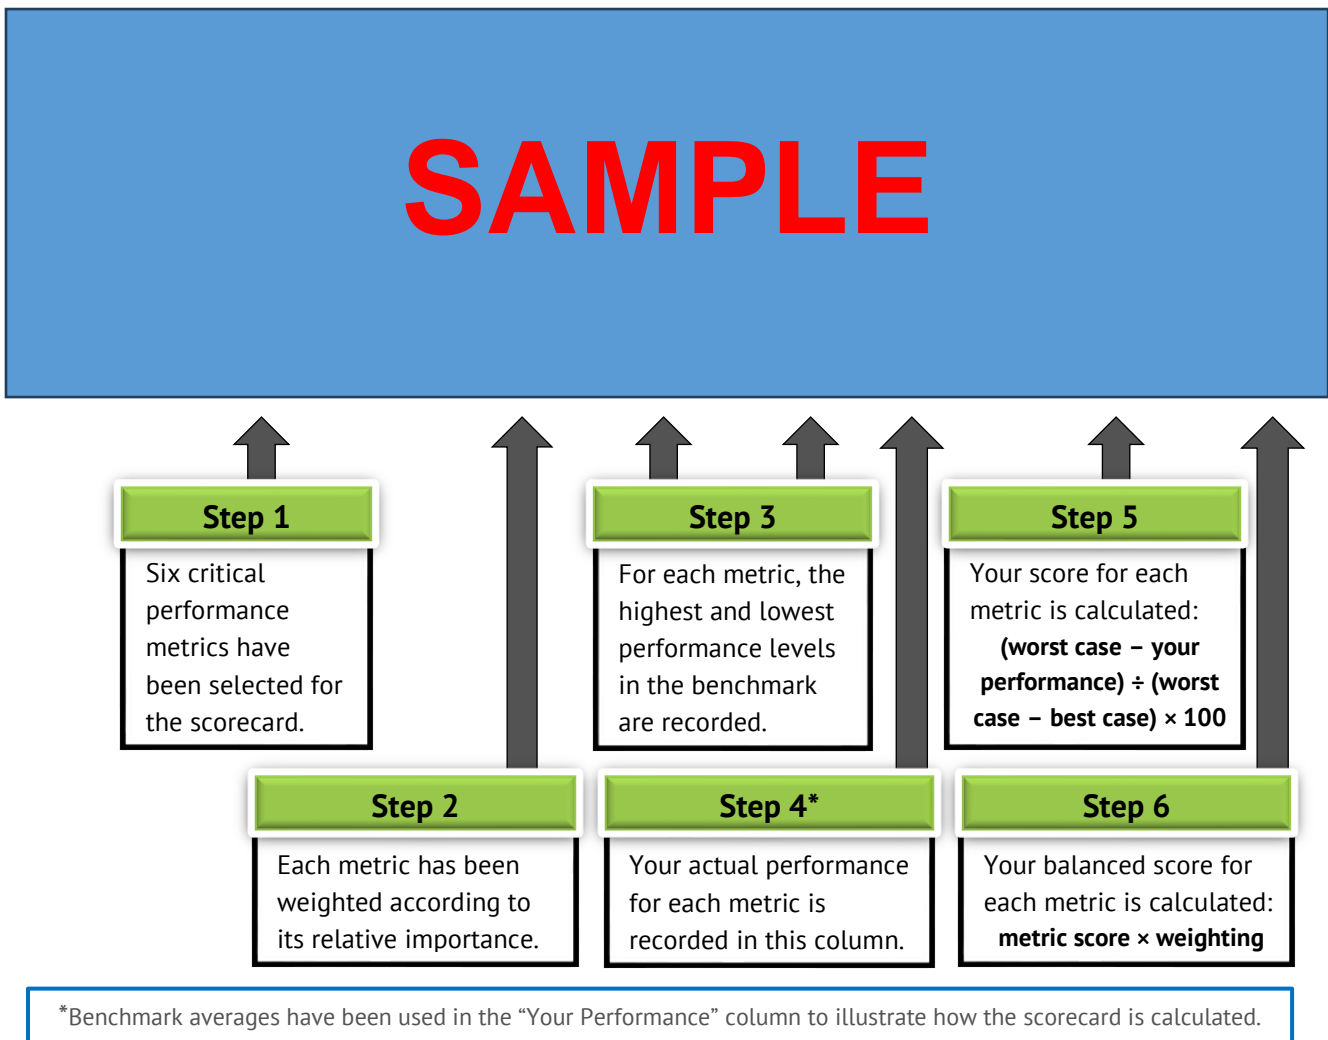 SAMPLE
Step 1
Six critical
performance
metrics have
been selected for
the scorecard.
Step 2
Each metric has been
weighted according to
its relative importance.
Step 3
For each metric, the
highest and lowest
performance levels
in the benchmark
are recorded.
Step 4*
Your actual performance
for each metric is
recorded in this column.
Step 5
Your score for each
metric is calculated:
(worst case – your
performance) ÷ (worst
case – best case) × 100
Step 6
Your balanced score for
each metric is calculated:
metric score × weighting
*Benchmark averages have been used in the “Your Performance” column to illustrate how the scorecard is calculated.